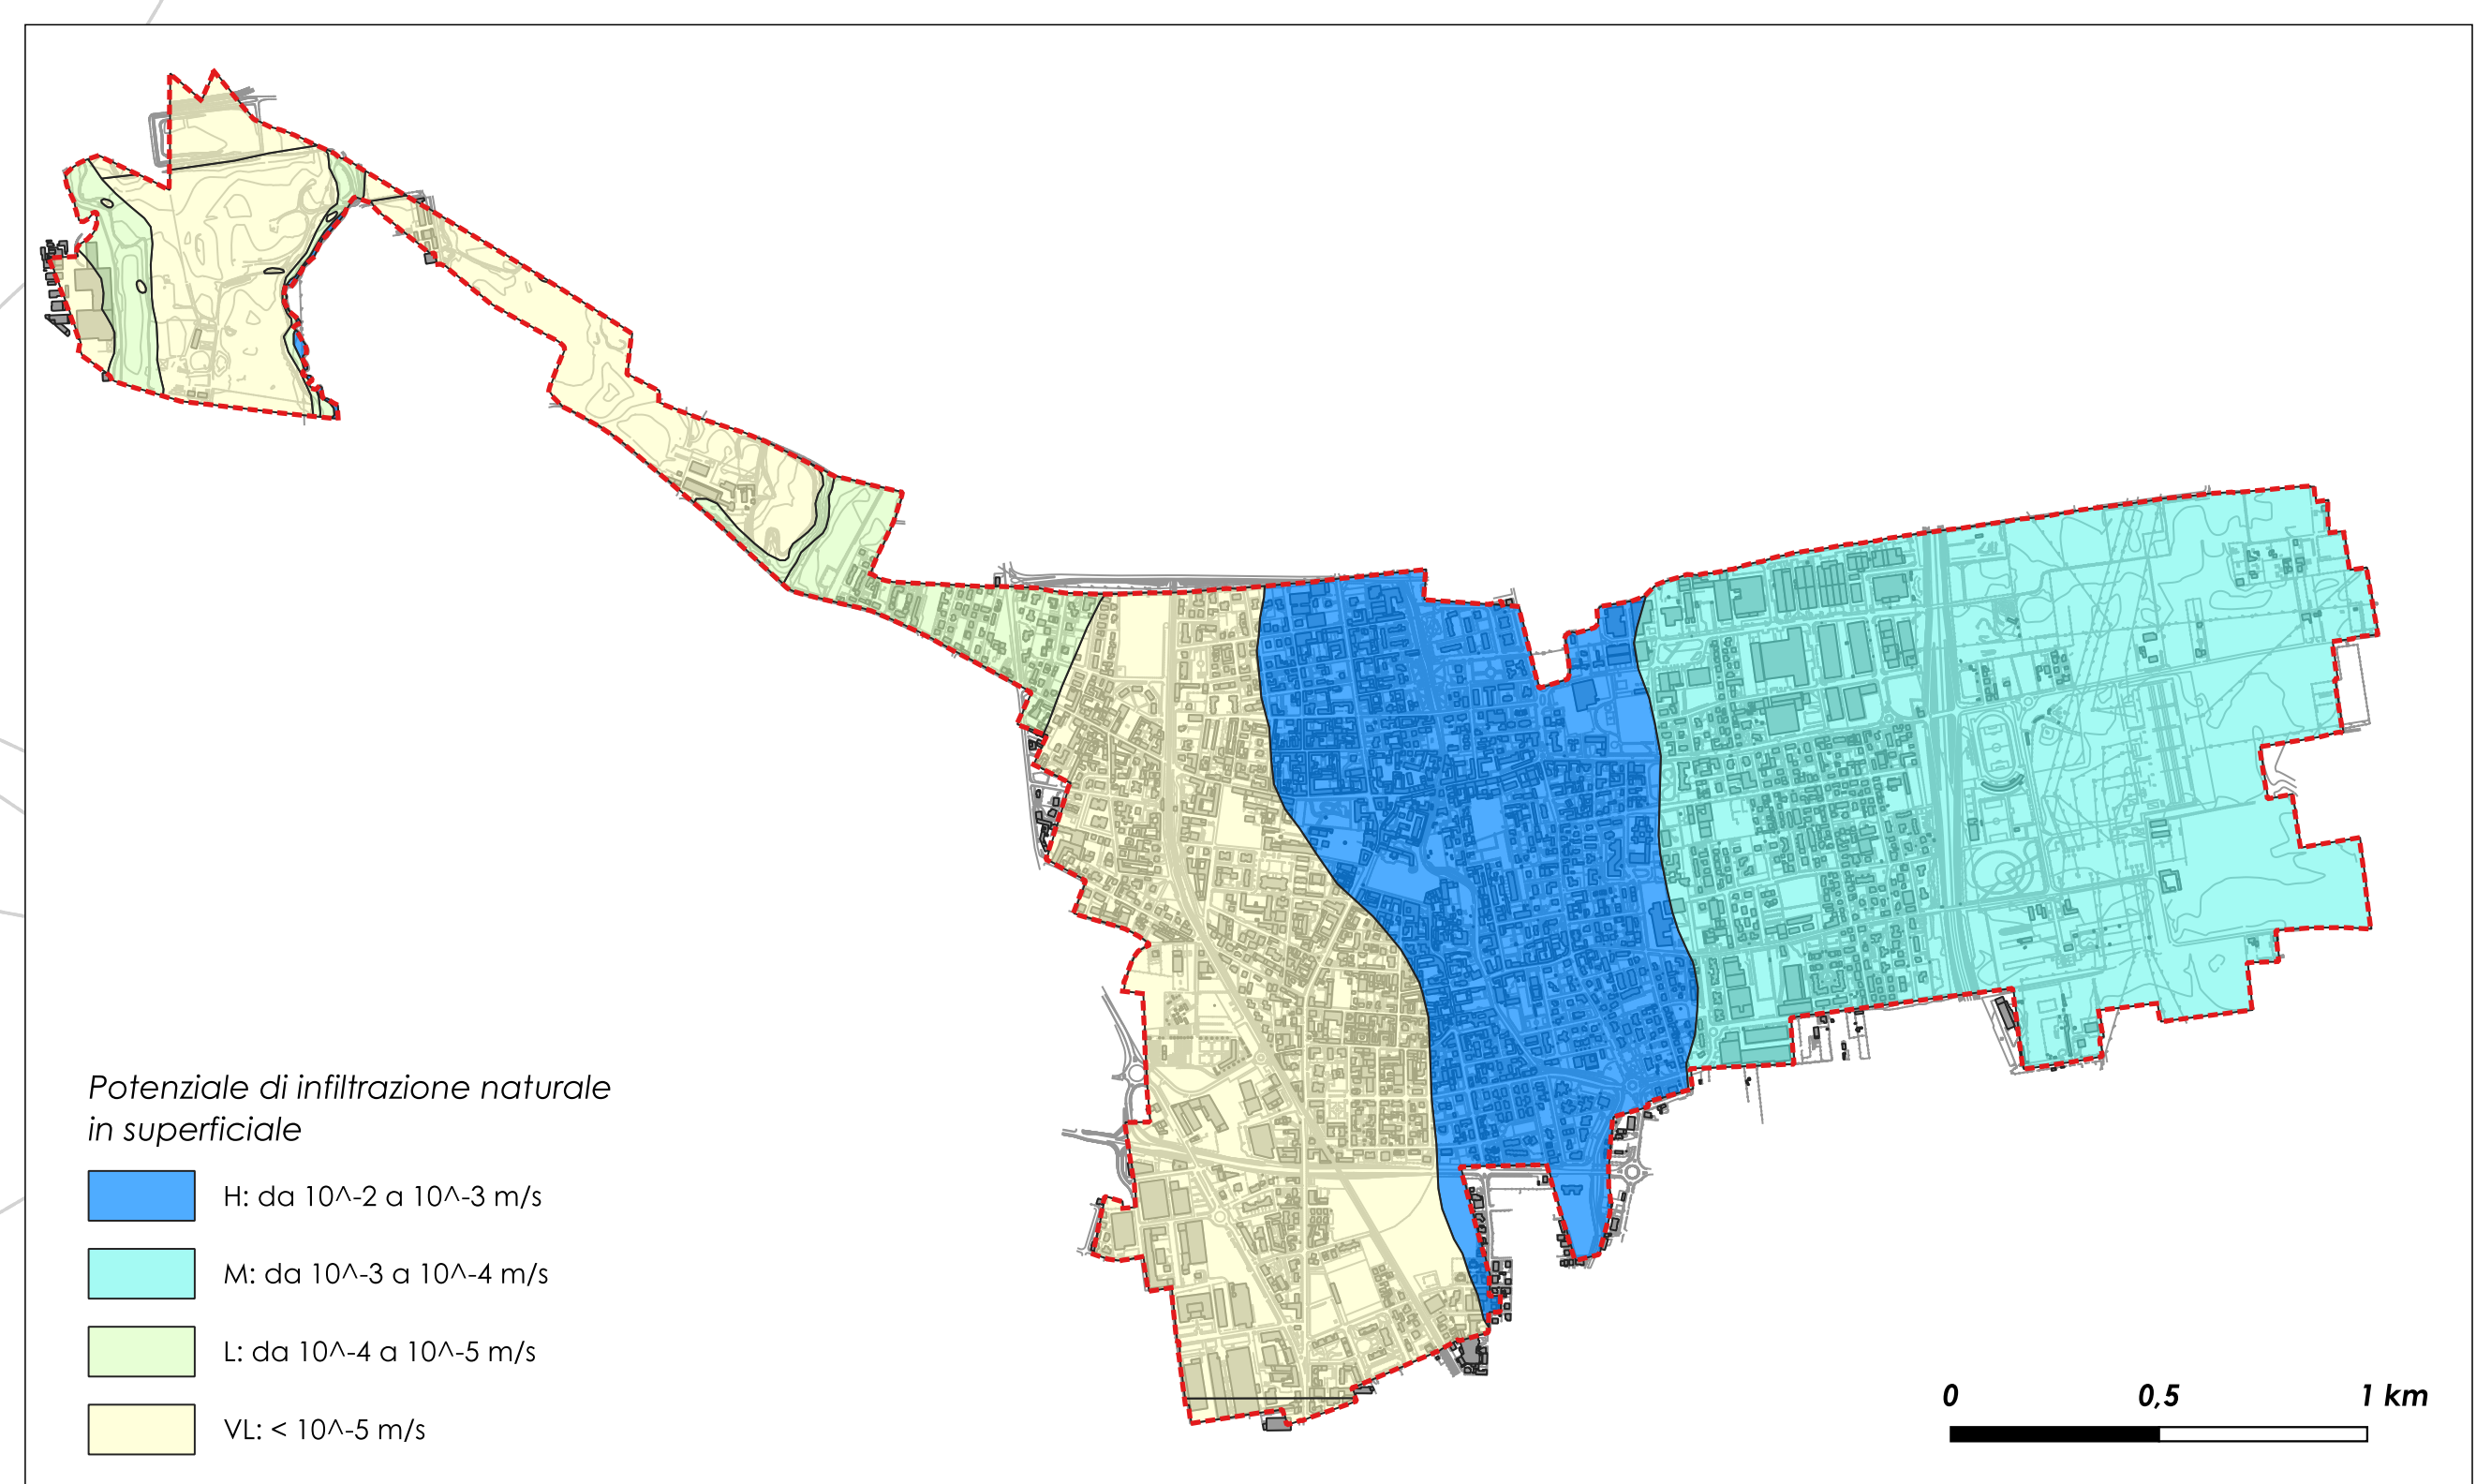 Potenziale di infiltrazione naturale
in superficiale
H: da 10^-2 a 10^-3 m/s
M: da 10^-3 a 10^-4 m/s
L: da 10^-4 a 10^-5 m/s
VL: < 10^-5 m/s
0 0,5 1 km